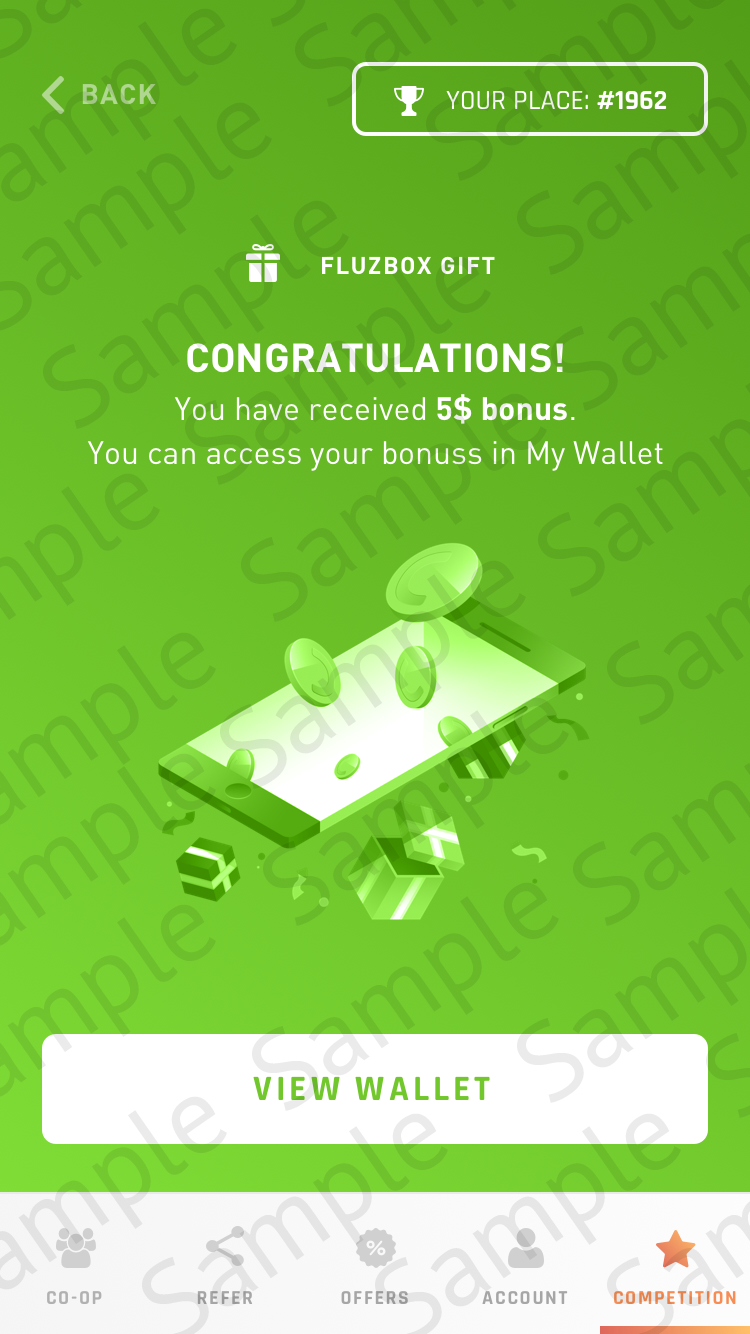 BACK
YOUR PLACE: #1962
FLUZBOX GIFT
CONGRATULATIONS!
You have received 5$ bonus.
You can access your bonuss in My Wallet
VIEW WALLET
CO-OP
REFER
OFFERS
ACCOUNT
COMPETITION
Sample